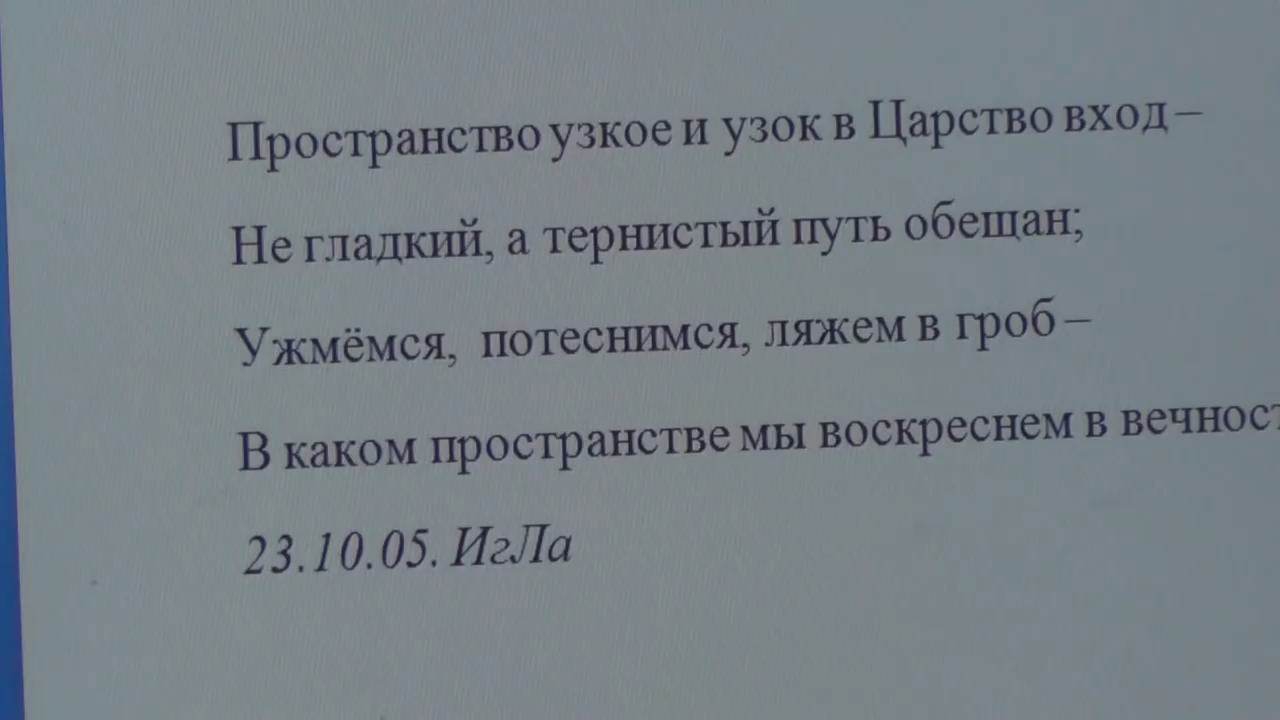 Пространство узкое и узок в Царство вход –
Не гладкий, а тернистый путь обещан;
Ужмёмся, потеснимся, ляжем в гроб –
В каком пространстве мы воскреснем в
23.10.05. ИгЛа